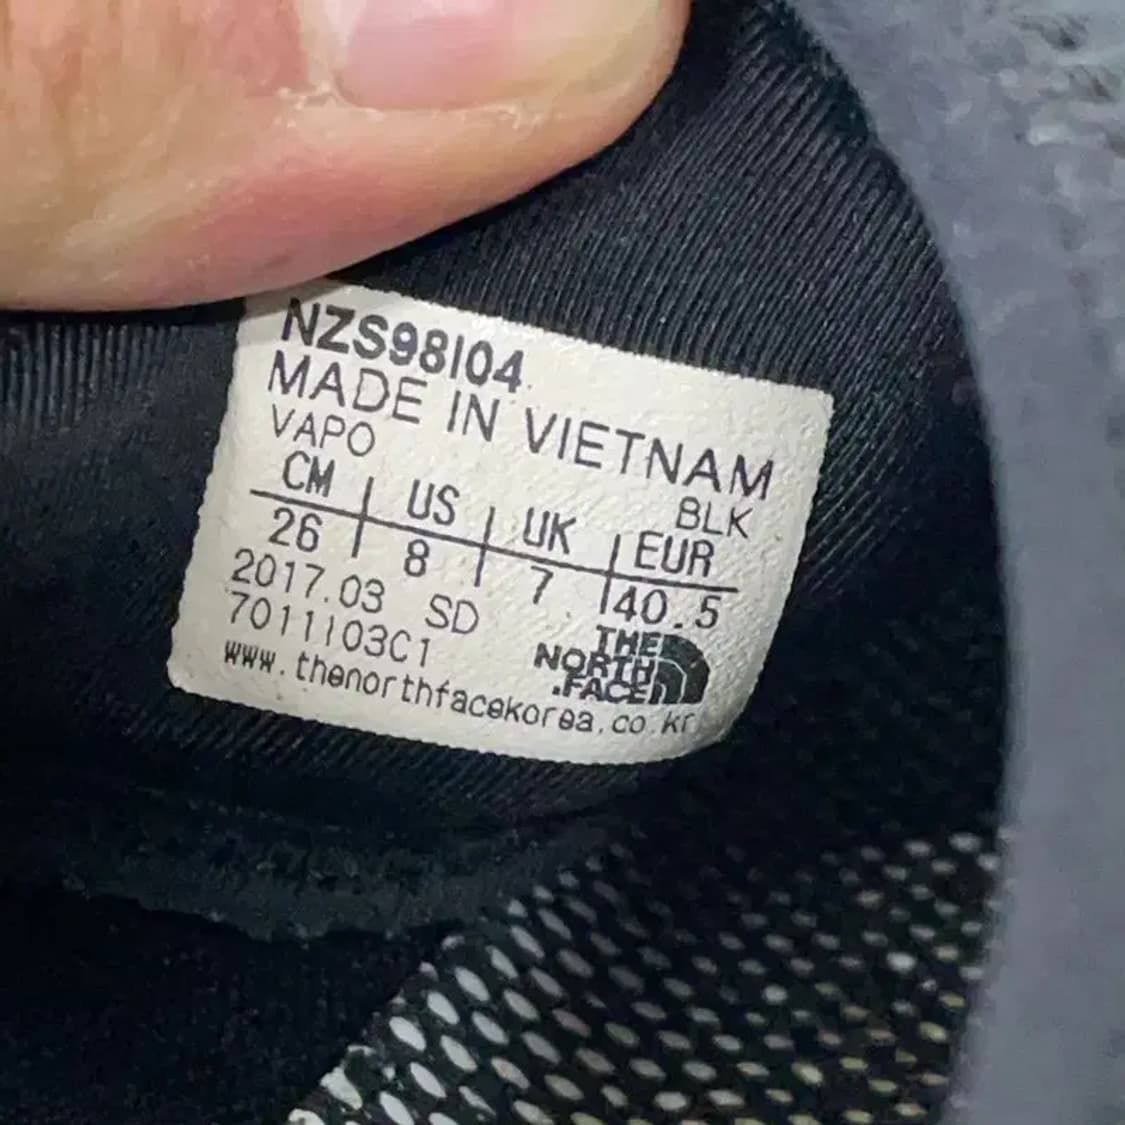 NZS98I04
MADE IN VIETNAM
VAPO BLK
CM US UK EUR
26 8 7 40.5
2017.03 SD
7011103C1
THE
NORTH
FACE
www.thenorthfacekorea.co.kr